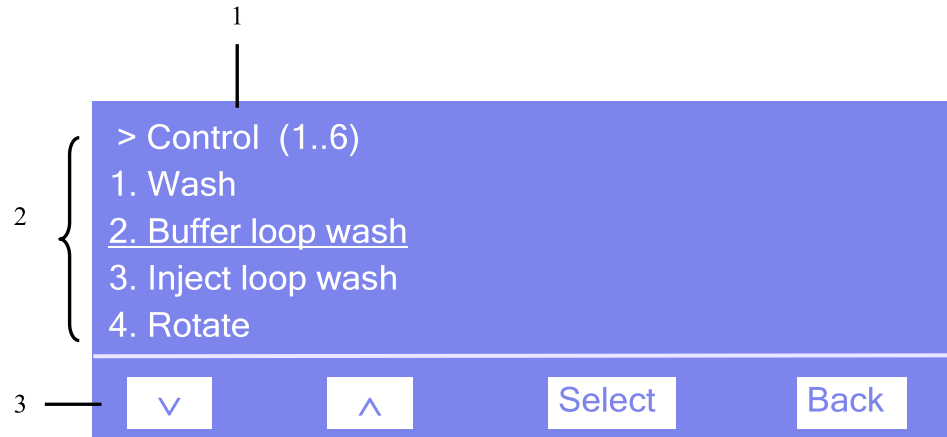 1
> Control (1..6)
1. Wash
2. Buffer loop wash
3. Inject loop wash
4. Rotate
2
3
∨ ∧ Select Back